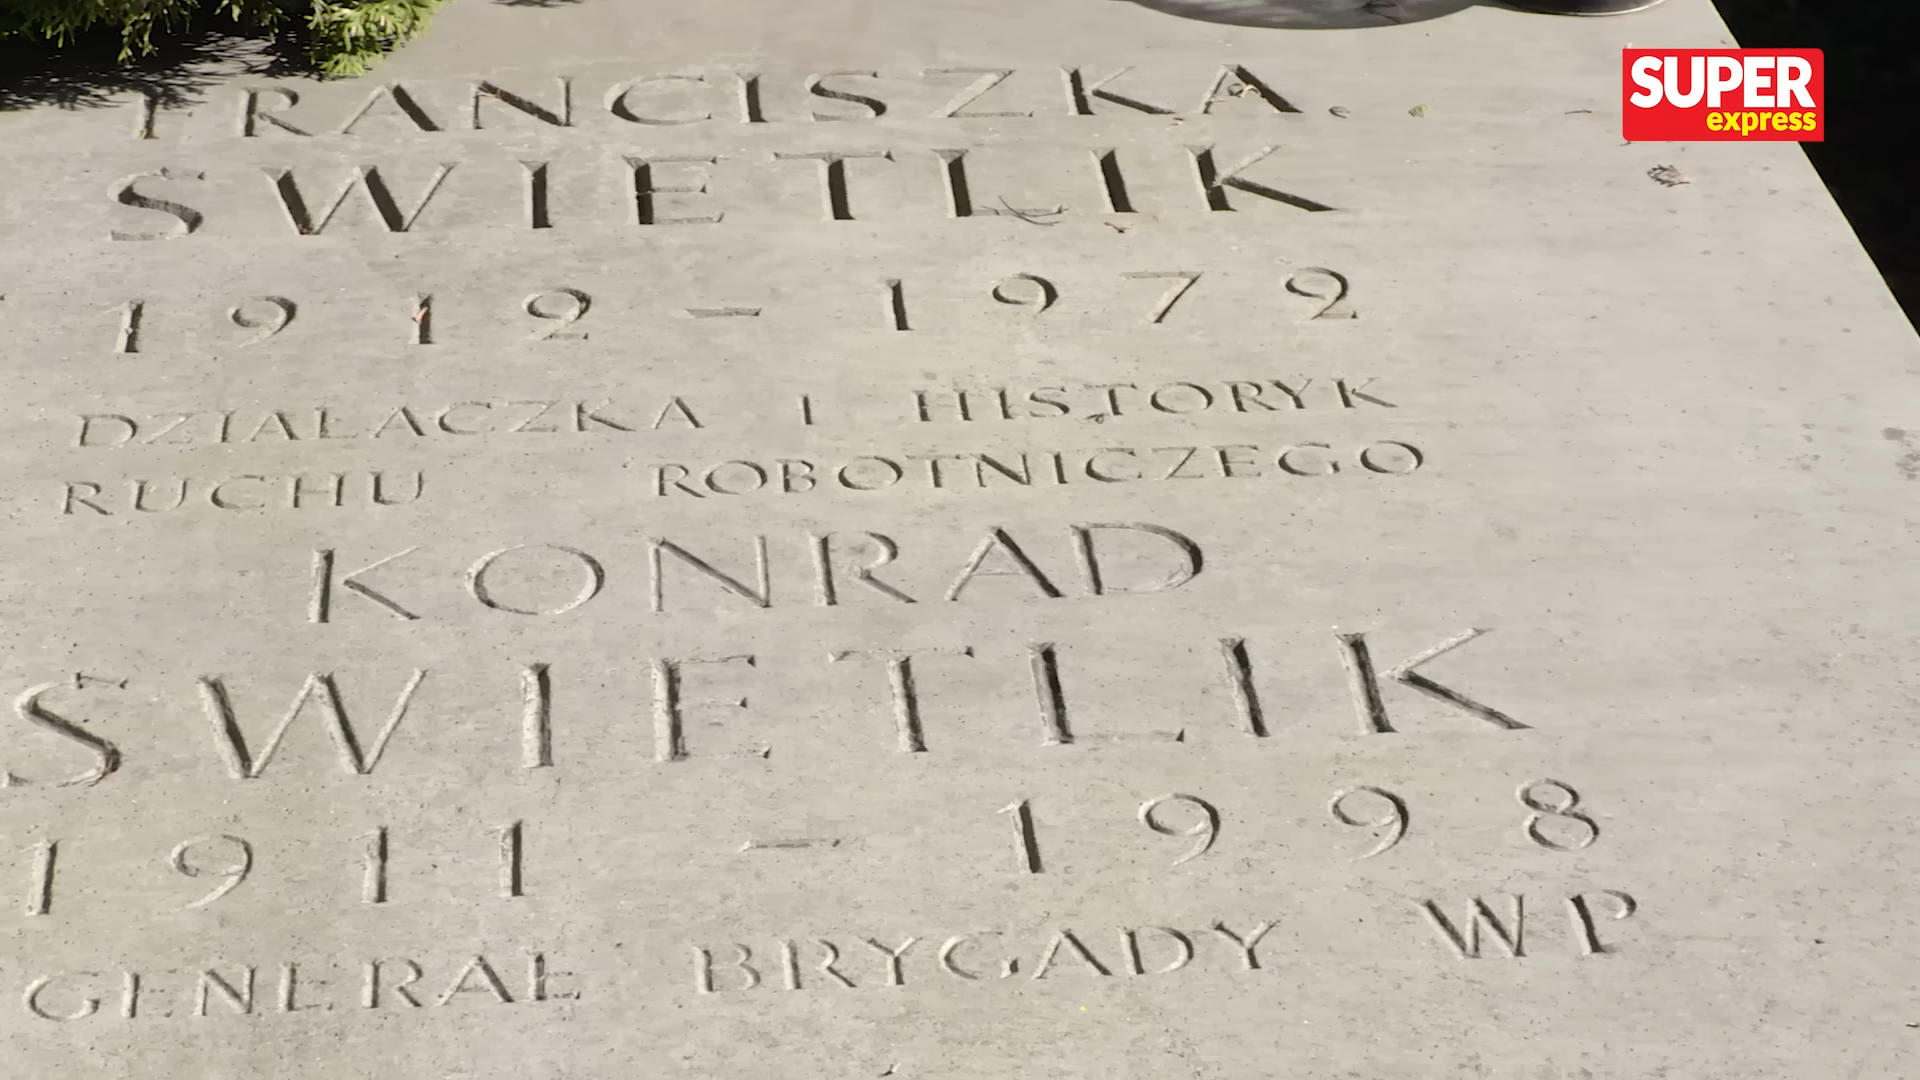 SUPER
express
FRANCISZKA
ŚWIETLIK
1912-1972
DZIAŁACZKA I HISTORYK
RUCHU ROBOTNICZEGO
KONRAD
ŚWIETLIK
1911 - 1998
GENERAŁ BRYGADY WP